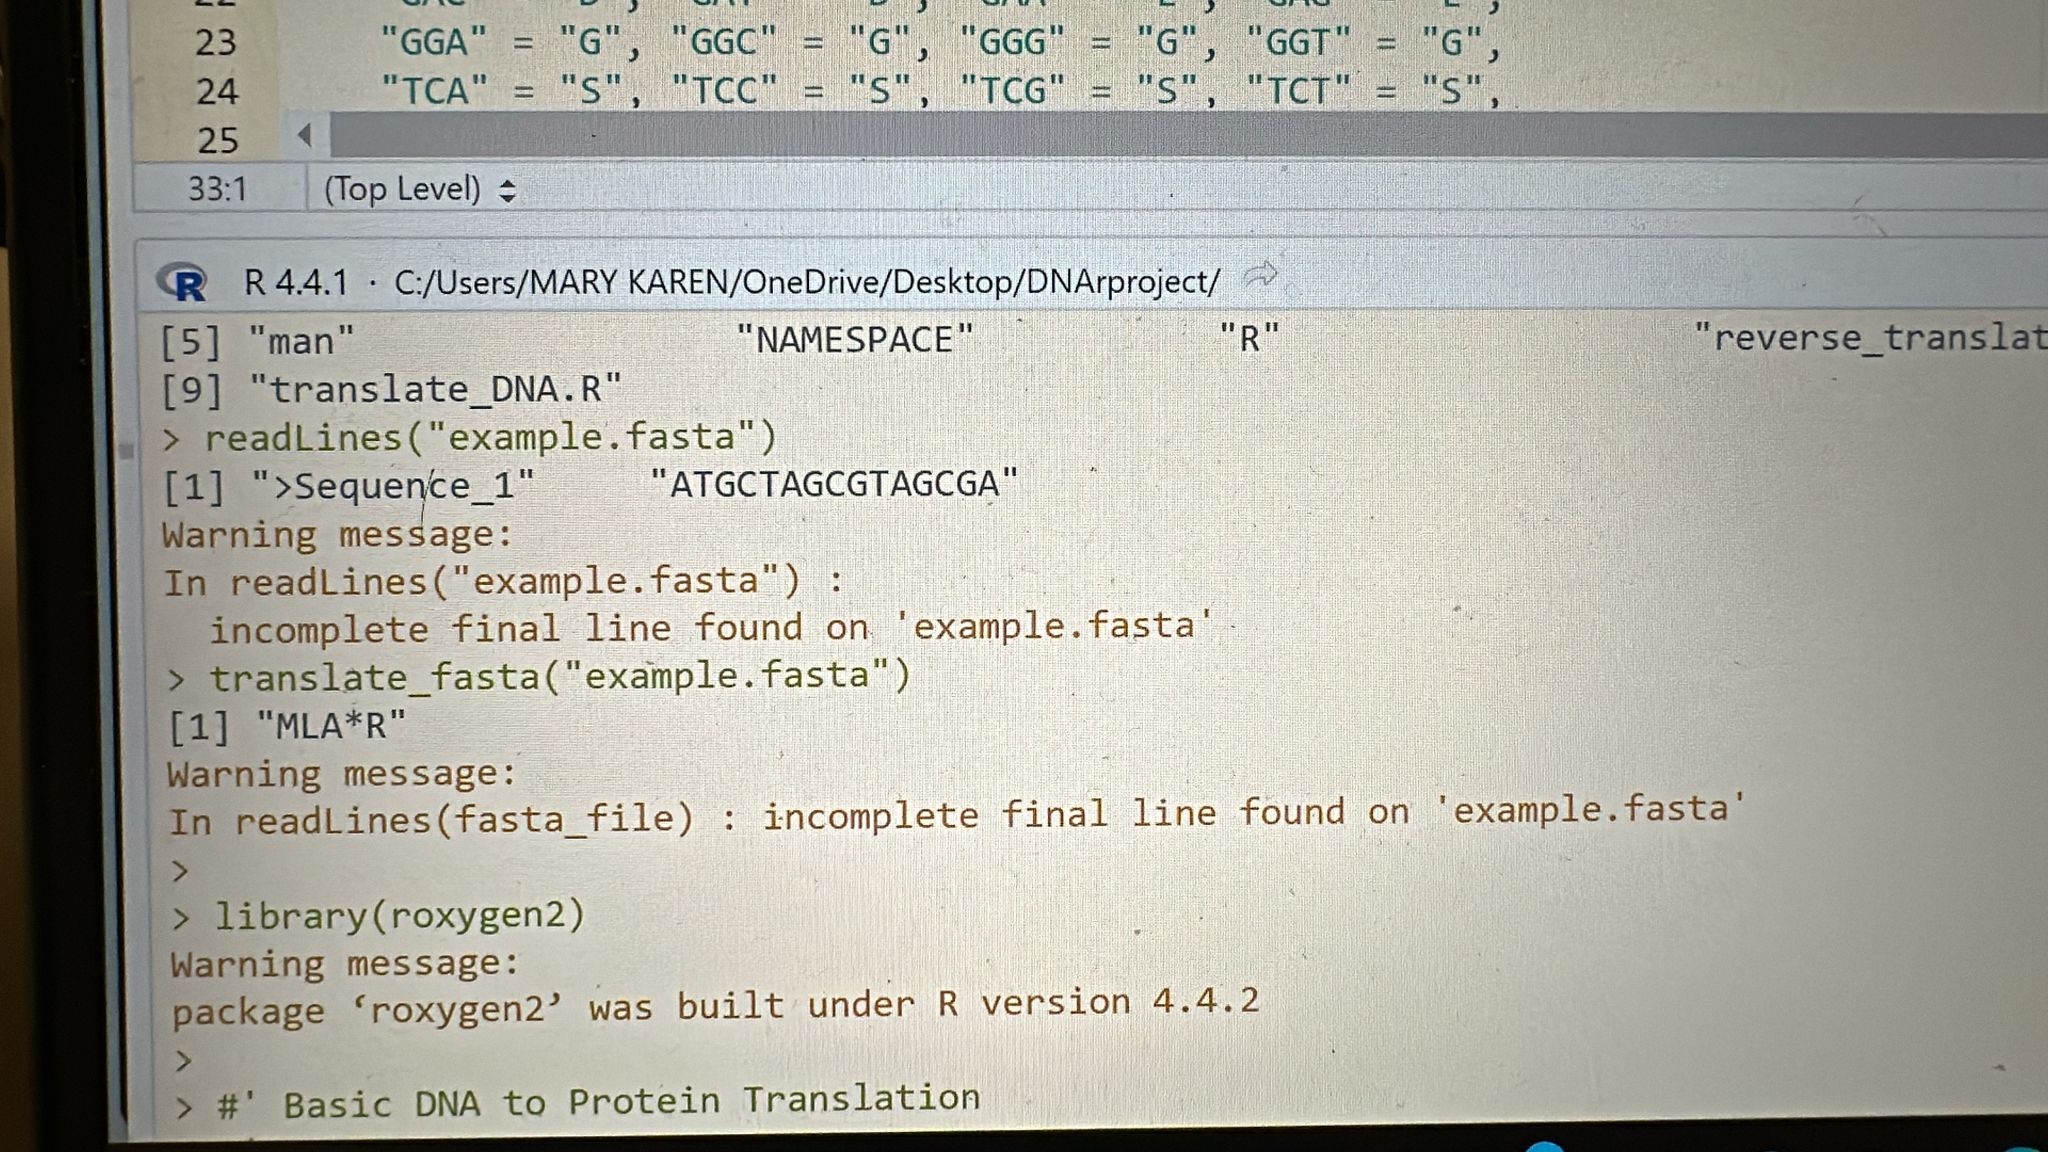 22
23 "GGA" = "G", "GGC" = "G", "GGG" = "G", "GGT" = "G",
24 "TCA" = "S", "TCC" = "S", "TCG" = "S", "TCT" = "S",
25
33:1 (Top Level)
R 4.4.1 · C:/Users/MARY KAREN/OneDrive/Desktop/DNArproject/
[5] "man" "NAMESPACE" "R" "reverse_translat
[9] "translate_DNA.R"
> readLines("example.fasta")
[1] ">Sequence_1" "ATGCTAGCGTAGCGA"
Warning message:
In readLines("example.fasta") :
incomplete final line found on 'example.fasta'
> translate_fasta("example.fasta")
[1] "MLA*R"
Warning message:
In readLines(fasta_file) : incomplete final line found on 'example.fasta'
>
> library(roxygen2)
Warning message:
package ‘roxygen2’ was built under R version 4.4.2
>
> #' Basic DNA to Protein Translation